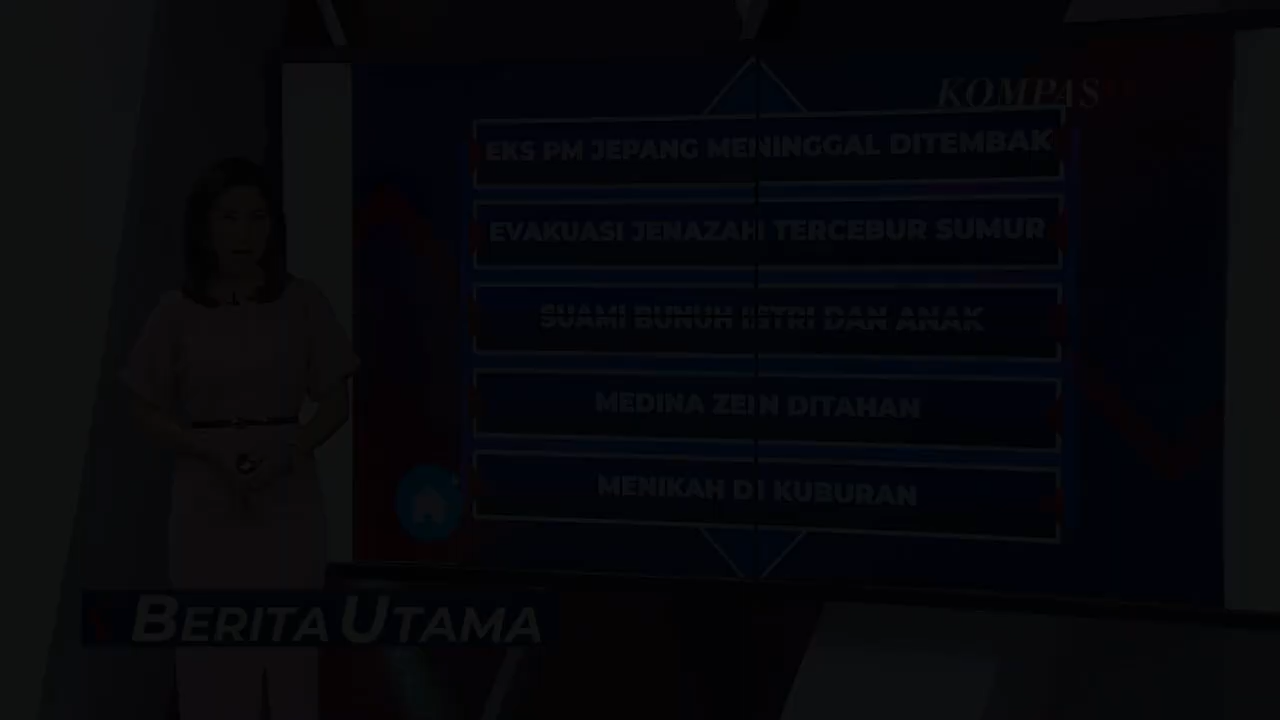 KOMPAS
EKS PM JEPANG MENINGGAL DITEMBAK
EVAKUASI JENAZAH TERCEBUR SUMUR
SUAMI BUNUH ISTRI DAN ANAK
MEDINA ZEIN DITAHAN
MENIKAH DI KUBURAN
BERITA UTAMA